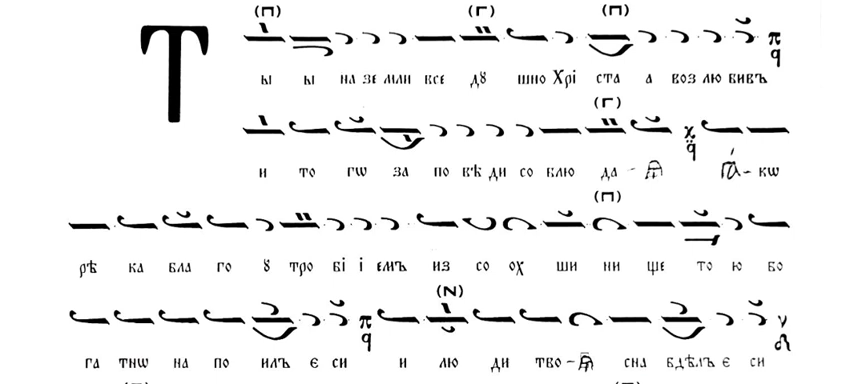 (П) (Г) (П)
Т ы ы на зе мли все дȣ шно Хрі ста а воз лю бивъ
(Г)
и то гѡ за по вѣ ди со блю да - ѧ ꙗ́ - кѡ
(П)
рѣ ка бла го ȣ тро бі і емъ из со ох ши ни ще то ю бо
(N)
га тнѡ на по илъ є си и лю ди тво - ѧ сна бдѣлъ є си